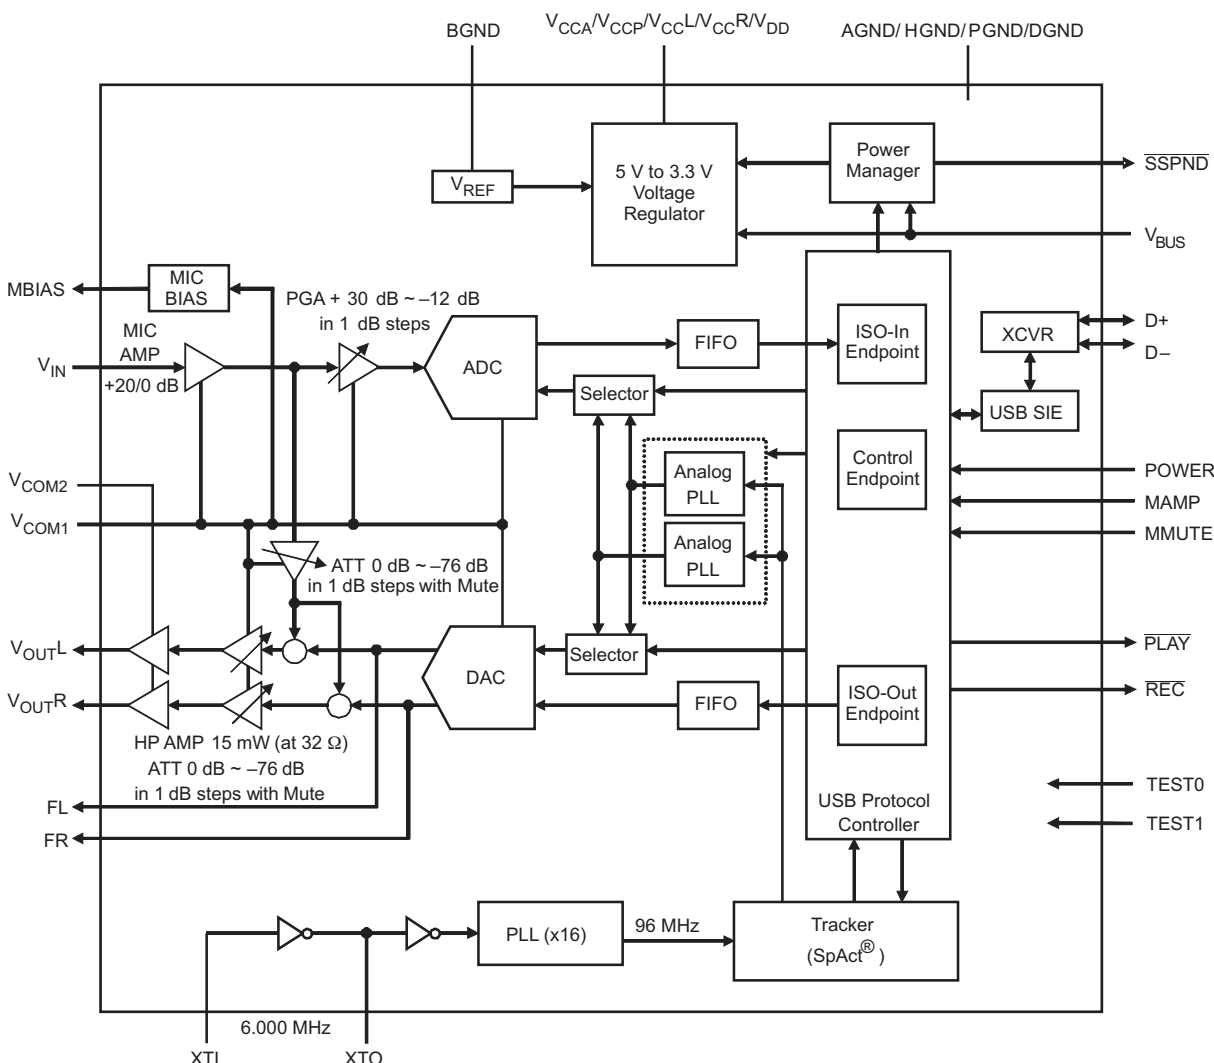 BGND
VCCA/VCCP/VCCL/VCCR/VDD
AGND/ HGND/PGND/DGND
VREF
5 V to 3.3 V
Voltage
Regulator
Power
Manager
SSPND
VBUS
MBIAS
MIC
BIAS
PGA + 30 dB ~ –12 dB
in 1 dB steps
MIC
AMP
VIN
+20/0 dB
ADC
FIFO
ISO-In
Endpoint
XCVR
D+
D–
Selector
USB SIE
VCOM2
VCOM1
Analog
PLL
Control
Endpoint
POWER
MAMP
MMUTE
Analog
PLL
ATT 0 dB ~ –76 dB
in 1 dB steps with Mute
VOUTL
VOUTR
DAC
Selector
FIFO
ISO-Out
Endpoint
PLAY
REC
HP AMP 15 mW (at 32 Ω)
ATT 0 dB ~ –76 dB
in 1 dB steps with Mute
FL
FR
USB Protocol
Controller
TEST0
TEST1
PLL (x16)
96 MHz
Tracker
(SpAct® )
6.000 MHz
XTI
XTO